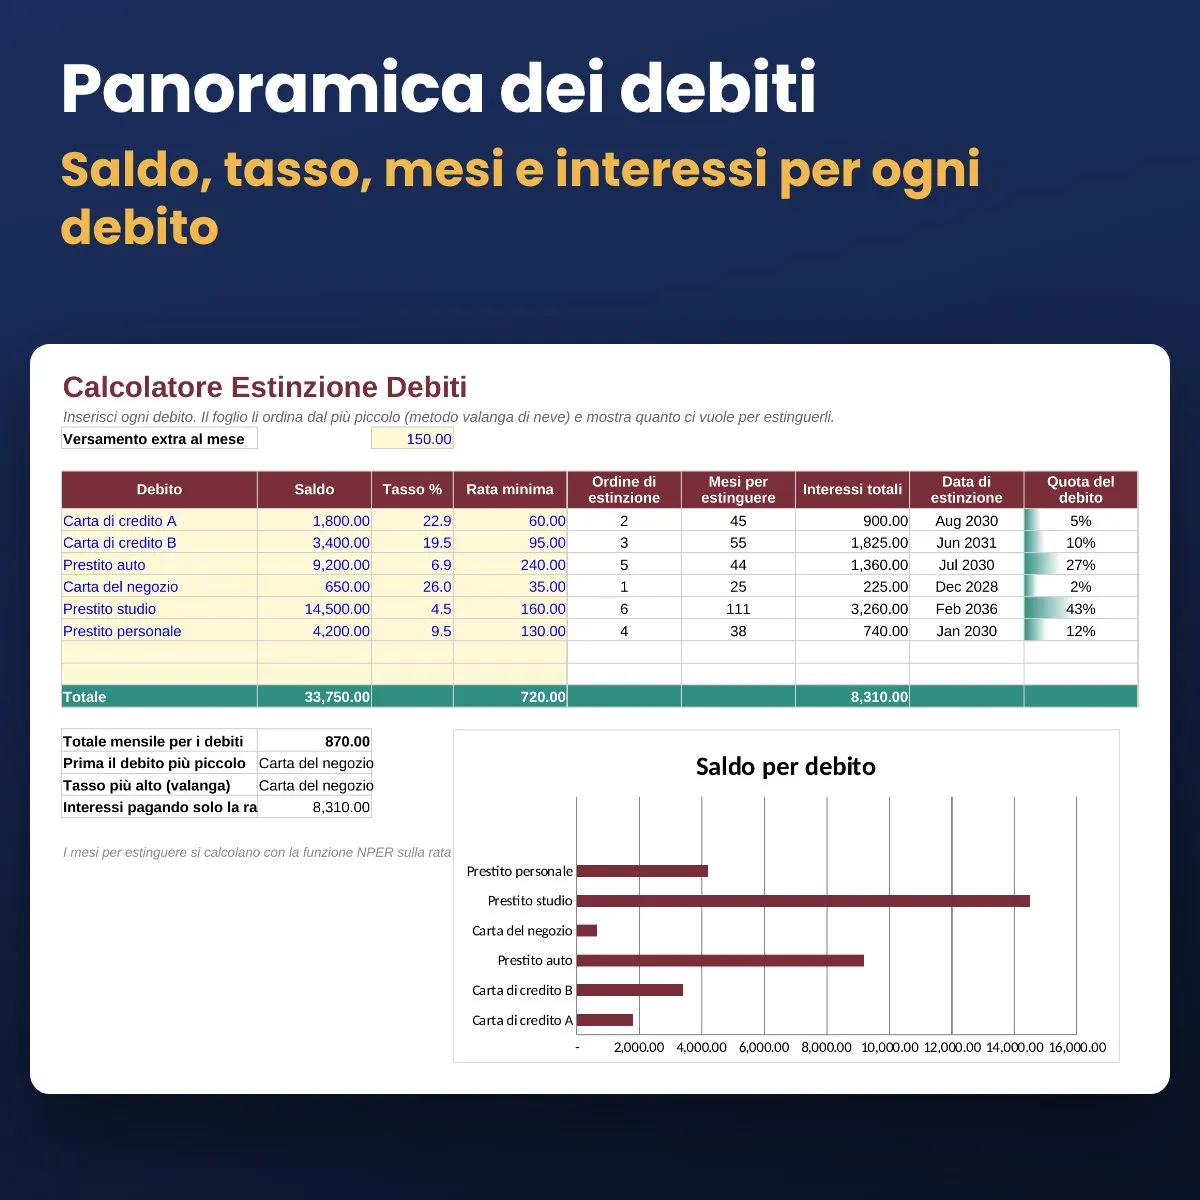 Panoramica dei debiti
Saldo, tasso, mesi e interessi per ogni
debito
Calcolatore Estinzione Debiti
Inserisci ogni debito. Il foglio li ordina dal più piccolo (metodo valanga di neve) e mostra quanto ci vuole per estinguerli.
Versamento extra al mese 150.00
Debito Saldo Tasso % Rata minima Ordine di estinzione Mesi per estinguere Interessi totali Data di estinzione Quota del debito
Carta di credito A 1,800.00 22.9 60.00 2 45 900.00 Aug 2030 5%
Carta di credito B 3,400.00 19.5 95.00 3 55 1,825.00 Jun 2031 10%
Prestito auto 9,200.00 6.9 240.00 5 44 1,360.00 Jul 2030 27%
Carta del negozio 650.00 26.0 35.00 1 25 225.00 Dec 2028 2%
Prestito studio 14,500.00 4.5 160.00 6 111 3,260.00 Feb 2036 43%
Prestito personale 4,200.00 9.5 130.00 4 38 740.00 Jan 2030 12%
Totale 33,750.00 720.00 8,310.00
Totale mensile per i debiti 870.00
Prima il debito più piccolo Carta del negozio
Tasso più alto (valanga) Carta del negozio
Interessi pagando solo la ra 8,310.00
I mesi per estinguere si calcolano con la funzione NPER sulla rata
Saldo per debito
Prestito personale
Prestito studio
Carta del negozio
Prestito auto
Carta di credito B
Carta di credito A
- 2,000.00 4,000.00 6,000.00 8,000.00 10,000.00 12,000.00 14,000.00 16,000.00